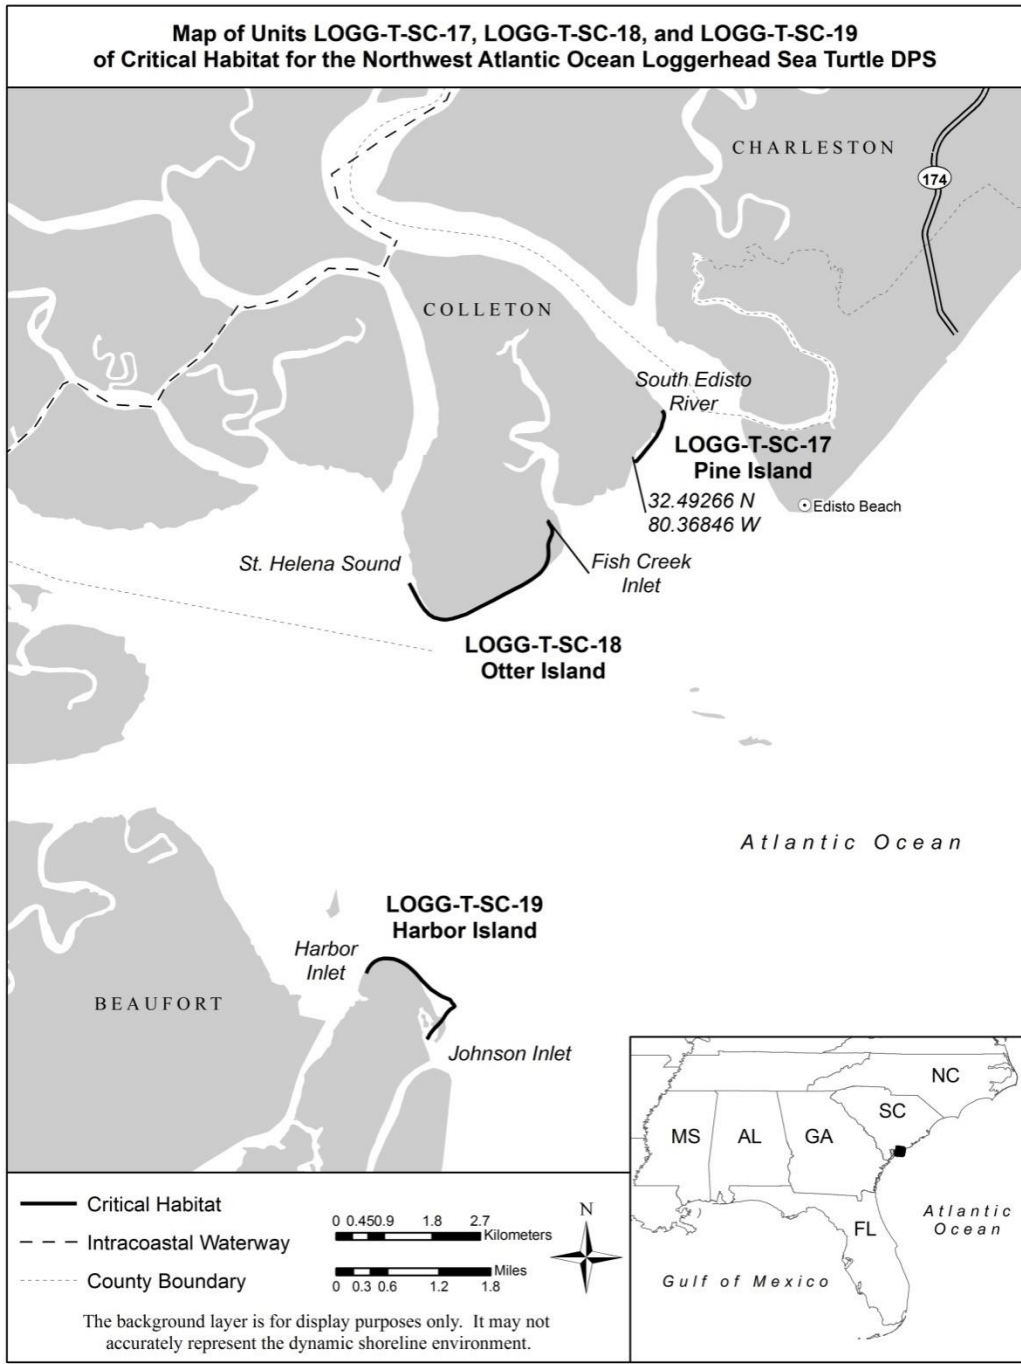 Map of Units LOGG-T-SC-17, LOGG-T-SC-18, and LOGG-T-SC-19
of Critical Habitat for the Northwest Atlantic Ocean Loggerhead Sea Turtle DPS
CHARLESTON
174
COLLETON
South Edisto
River
LOGG-T-SC-17
Pine Island
32.49266 N
80.36846 W
Edisto Beach
St. Helena Sound
Fish Creek
Inlet
LOGG-T-SC-18
Otter Island
Atlantic Ocean
LOGG-T-SC-19
Harbor Island
Harbor
Inlet
BEAUFORT
Johnson Inlet
NC
SC
MS
AL
GA
FL
Atlantic
Ocean
Gulf of Mexico
Critical Habitat
Intracoastal Waterway
County Boundary
0 0.450.9 1.8 2.7
Kilometers
Miles
0 0.3 0.6 1.2 1.8
N
The background layer is for display purposes only. It may not
accurately represent the dynamic shoreline environment.